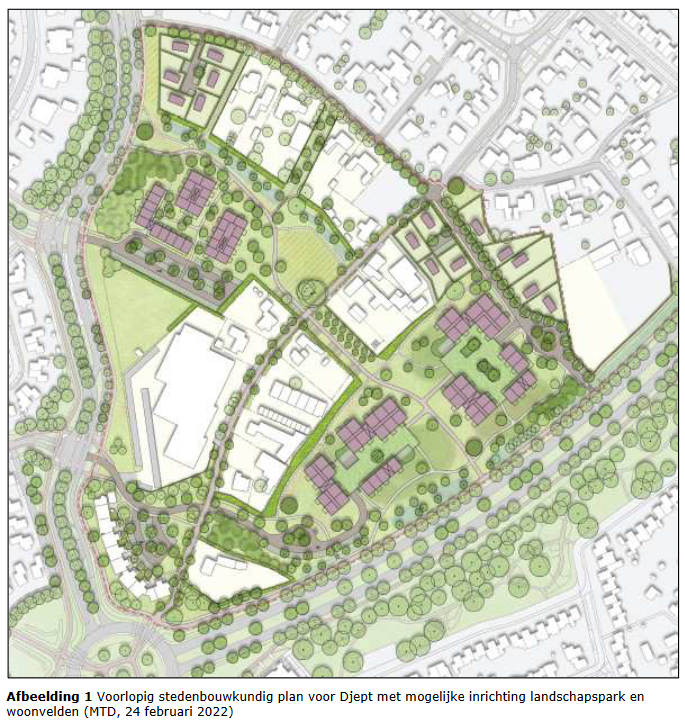 Afbeelding 1 Voorlopig stedenbouwkundig plan voor Djept met mogelijke inrichting landschapspark en
woonvelden (MTD, 24 februari 2022)